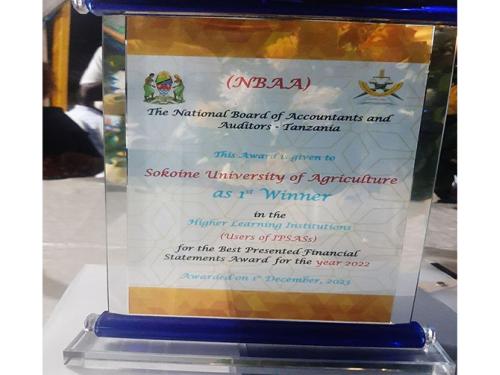 (NBAA)
The National Board of Accountants and
Auditors - Tanzania
This Award is given to
Sokoine University of Agriculture
as 1st Winner
in the
Higher Learning Institutions
(Users of IPSASs)
for the Best Presented Financial
Statements Award for the year 2022
Awarded on 1st December, 2023